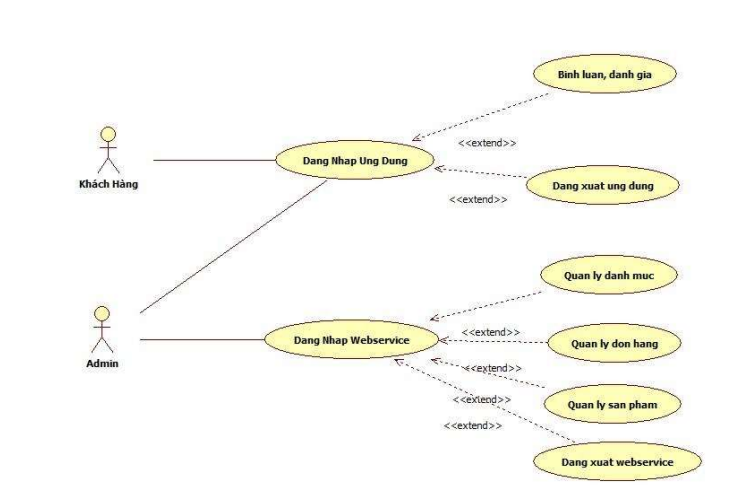 Binh luan, danh gia
<<extend>>
Dang Nhap Ung Dung
Khách Hàng
Dang xuat ung dung
<<extend>>
Quan ly danh muc
<<extend>>
Dang Nhap Webservice
Quan ly don hang
Admin
<<extend>>
<<extend>>
Quan ly san pham
<<extend>>
Dang xuat webservice